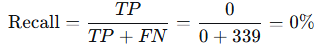 Recall = TP / (TP + FN) = 0 / (0 + 339) = 0%